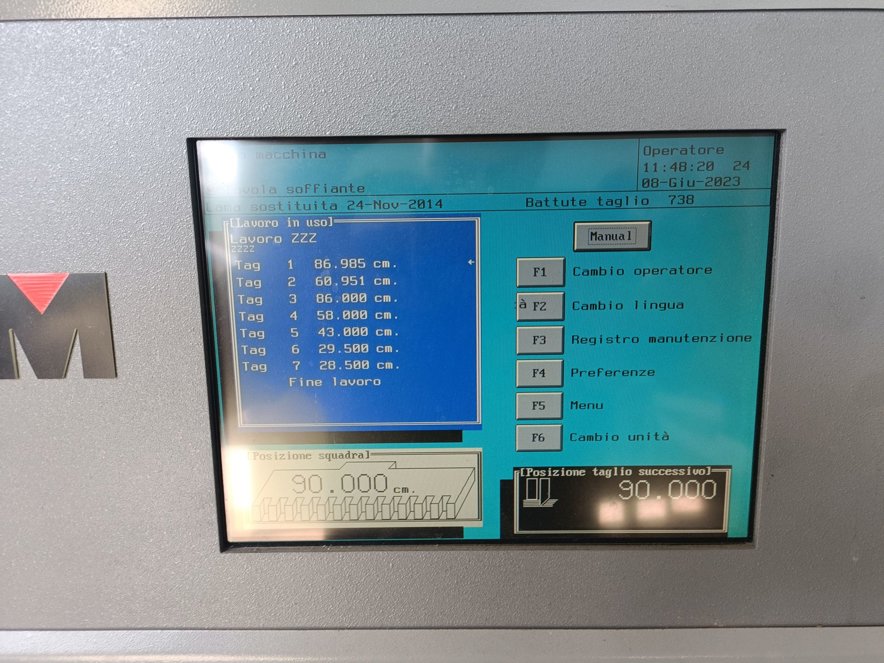 macchina
Operatore
11:48:20 24
08-Giu-2023
Tavola soffiante
Lama sostituita 24-Nov-2014
Battute taglio 738
[Lavoro in uso]
Lavoro ZZZ
ZZZZ
Tag 1 86.985 cm.
Tag 2 60.951 cm.
Tag 3 86.000 cm.
Tag 4 58.000 cm.
Tag 5 43.000 cm.
Tag 6 29.500 cm.
Tag 7 28.500 cm.
Fine lavoro
Manual
F1 Cambio operatore
à F2 Cambio lingua
F3 Registro manutenzione
F4 Preferenze
F5 Menu
F6 Cambio unità
[Posizione squadra]
90.000 cm.
[Posizione taglio successivo]
90.000
M